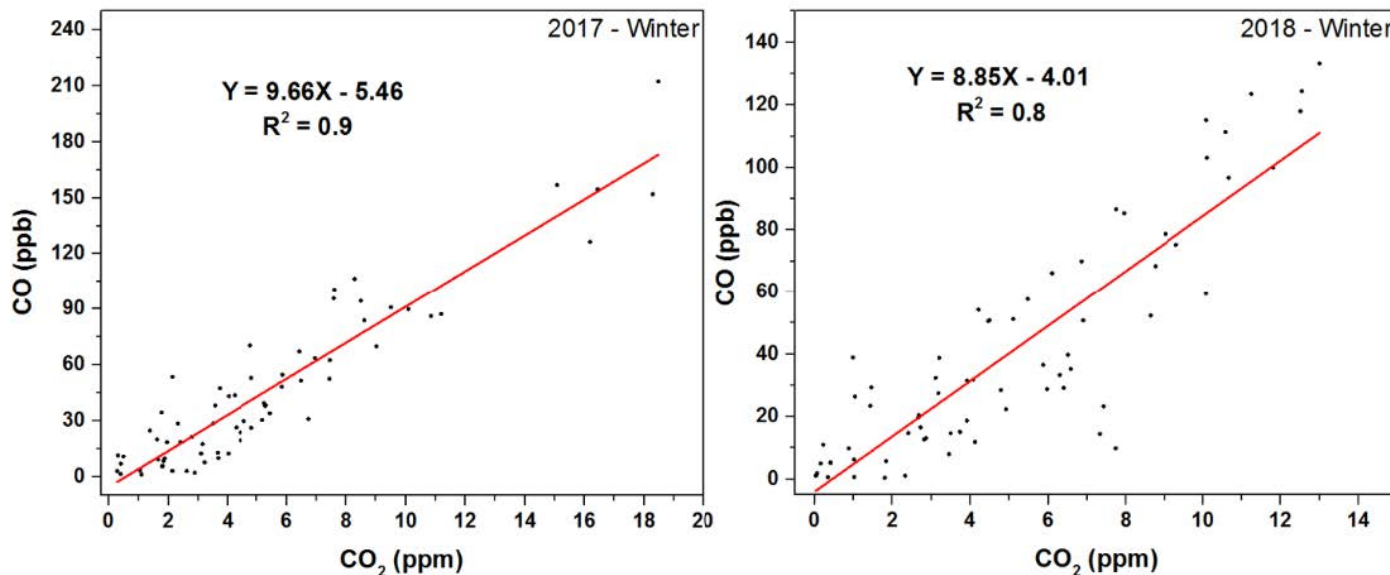 2017 - Winter
Y = 9.66X - 5.46
R² = 0.9
CO (ppb)
240
210
180
150
120
90
60
30
0
0 2 4 6 8 10 12 14 16 18 20
CO₂ (ppm)
2018 - Winter
Y = 8.85X - 4.01
R² = 0.8
CO (ppb)
140
120
100
80
60
40
20
0
0 2 4 6 8 10 12 14
CO₂ (ppm)